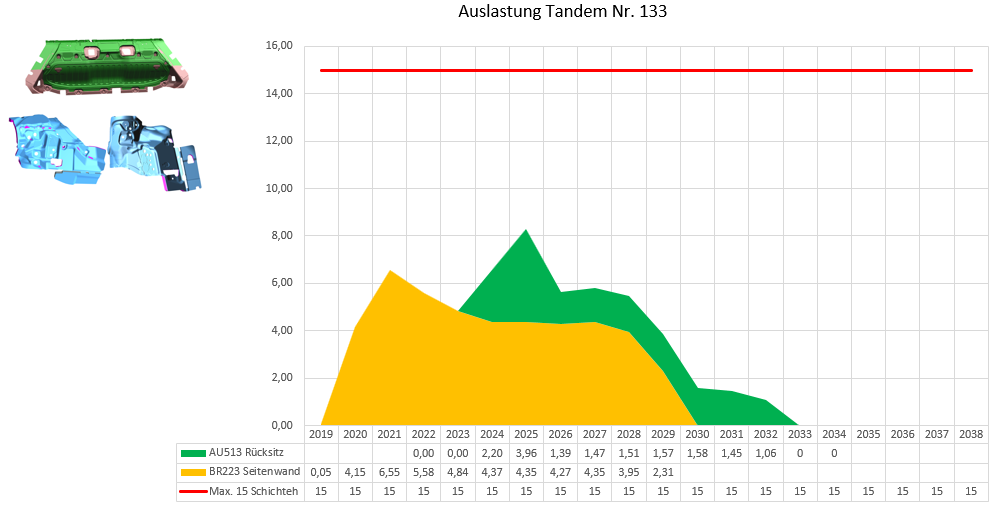 Auslastung Tandem Nr. 133
16,00
14,00
12,00
10,00
8,00
6,00
4,00
2,00
0,00
2019 2020 2021 2022 2023 2024 2025 2026 2027 2028 2029 2030 2031 2032 2033 2034 2035 2036 2037 2038
AU513 Rücksitz 0,00 0,00 2,20 3,96 1,39 1,47 1,51 1,57 1,58 1,45 1,06 0 0
BR223 Seitenwand 0,05 4,15 6,55 5,58 4,84 4,37 4,35 4,27 4,35 3,95 2,31
Max. 15 Schichteh 15 15 15 15 15 15 15 15 15 15 15 15 15 15 15 15 15 15 15 15